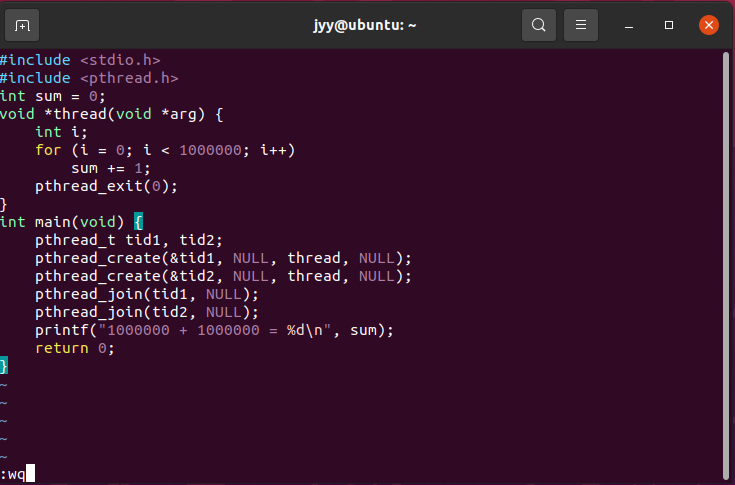 jyy@ubuntu: ~
#include <stdio.h>
#include <pthread.h>
int sum = 0;
void *thread(void *arg) {
    int i;
    for (i = 0; i < 1000000; i++)
        sum += 1;
    pthread_exit(0);
}
int main(void) {
    pthread_t tid1, tid2;
    pthread_create(&tid1, NULL, thread, NULL);
    pthread_create(&tid2, NULL, thread, NULL);
    pthread_join(tid1, NULL);
    pthread_join(tid2, NULL);
    printf("1000000 + 1000000 = %d\n", sum);
    return 0;
}
~
~
~
~
~
:wq